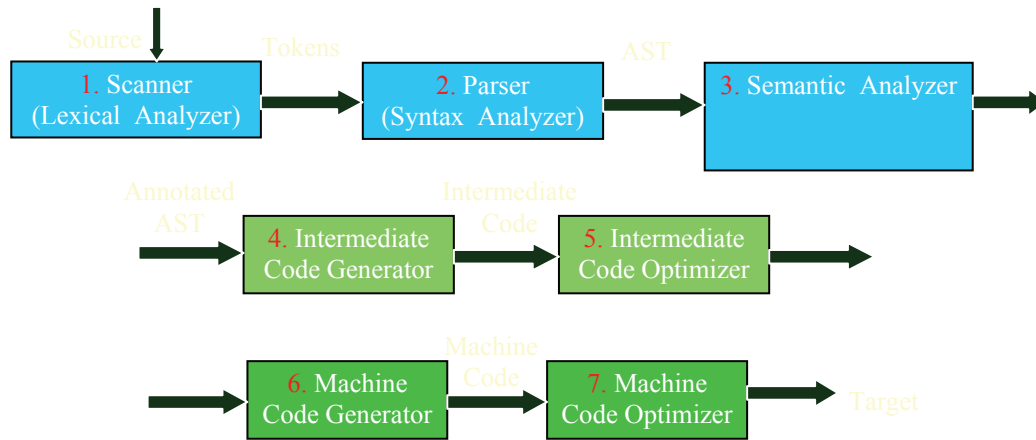 Source
Tokens
AST
1. Scanner
(Lexical Analyzer)
2. Parser
(Syntax Analyzer)
3. Semantic Analyzer
Annotated
AST
Intermediate
Code
4. Intermediate
Code Generator
5. Intermediate
Code Optimizer
Machine
Code
6. Machine
Code Generator
7. Machine
Code Optimizer
Target